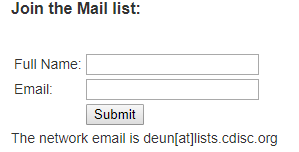 Join the Mail list:
Full Name:
Email:
Submit
The network email is deun[at]lists.cdisc.org